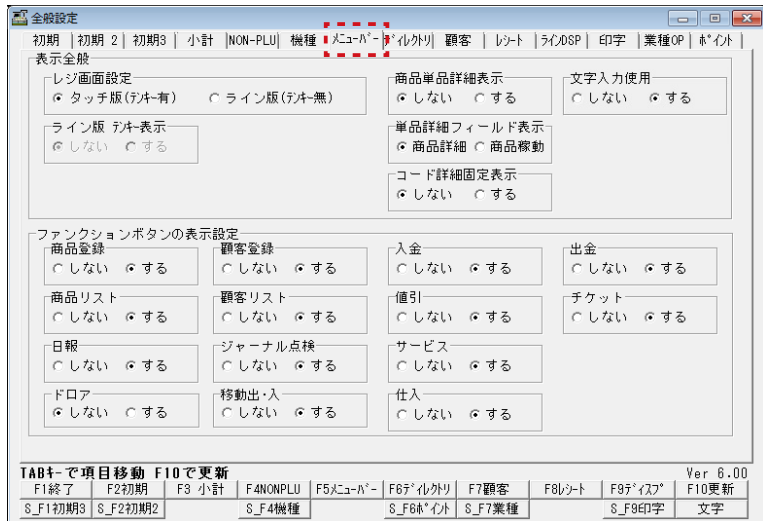 全般設定
初期 初期 2 初期3 小計 NON-PLU 機種 ﾒﾆｭｰﾊﾞｰ ﾃﾞｨﾚｸﾄﾘ 顧客 ﾚｼｰﾄ ﾗｲﾝDSP 印字 業種OP ﾎﾟｲﾝﾄ
表示全般
レジ画面設定 商品単品詳細表示 文字入力使用
タッチ版(ﾃﾝｷｰ有) ライン版(ﾃﾝｷｰ無) しない する しない する
ライン版 ﾃﾝｷｰ表示 単品詳細フィールド表示
しない する 商品詳細 商品稼動
コード詳細固定表示
しない する
ファンクションボタンの表示設定
商品登録 顧客登録 入金 出金
しない する しない する しない する しない する
商品リスト 顧客リスト 値引 チケット
しない する しない する しない する しない する
日報 ジャーナル点検 サービス
しない する しない する しない する
ドロア 移動出・入 仕入
しない する しない する しない する
TABｷｰで項目移動 F10で更新 Ver 6.00
F1終了 F2初期 F3 小計 F4NONPLU F5ﾒﾆｭｰﾊﾞｰ F6ﾃﾞｨﾚｸﾄﾘ F7顧客 F8ﾚｼｰﾄ F9ﾃﾞｨｽﾌﾟ F10更新
S_F1初期3 S_F2初期2 S_F4機種 S_F6ﾎﾟｲﾝﾄ S_F7業種 S_F9印字 文字